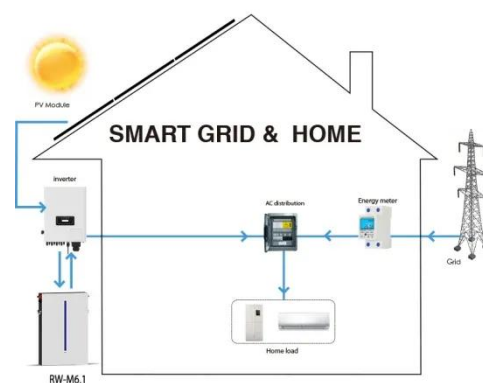 PV Module
SMART GRID & HOME
Inverter
AC distribution
Energy meter
Grid
Home load
RW-M6.1